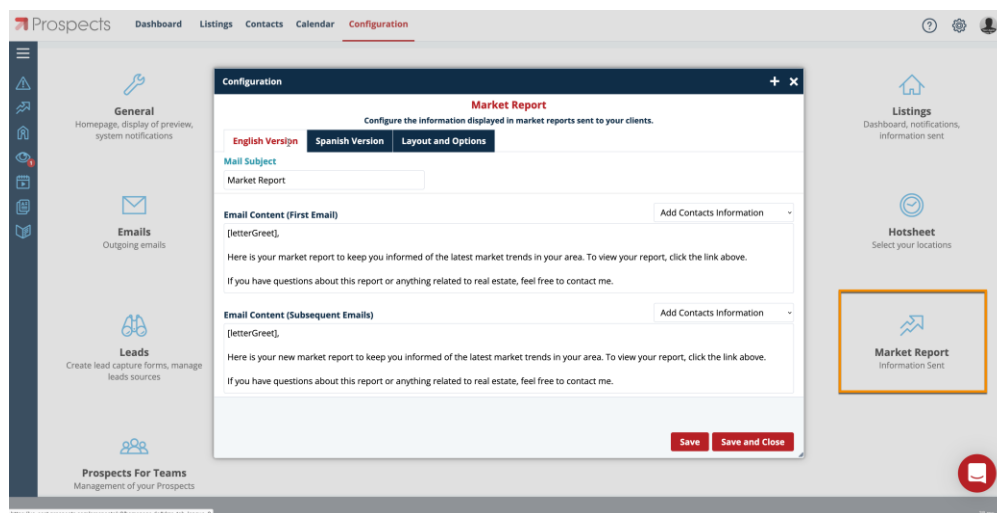 Prospects Dashboard Listings Contacts Calendar Configuration ?
General
Homepage, display of preview,
system notifications
Emails
Outgoing emails
Leads
Create lead capture forms, manage
leads sources
Prospects For Teams
Management of your Prospects
Configuration
Market Report
Configure the information displayed in market reports sent to your clients.
English Version Spanish Version Layout and Options
Mail Subject
Market Report
Email Content (First Email) Add Contacts Information
[letterGreet],
Here is your market report to keep you informed of the latest market trends in your area. To view your report, click the link above.
If you have questions about this report or anything related to real estate, feel free to contact me.
Email Content (Subsequent Emails) Add Contacts Information
[letterGreet],
Here is your new market report to keep you informed of the latest market trends in your area. To view your report, click the link above.
If you have questions about this report or anything related to real estate, feel free to contact me.
Save Save and Close
Listings
Dashboard, notifications,
information sent
Hotsheet
Select your locations
Market Report
Information Sent